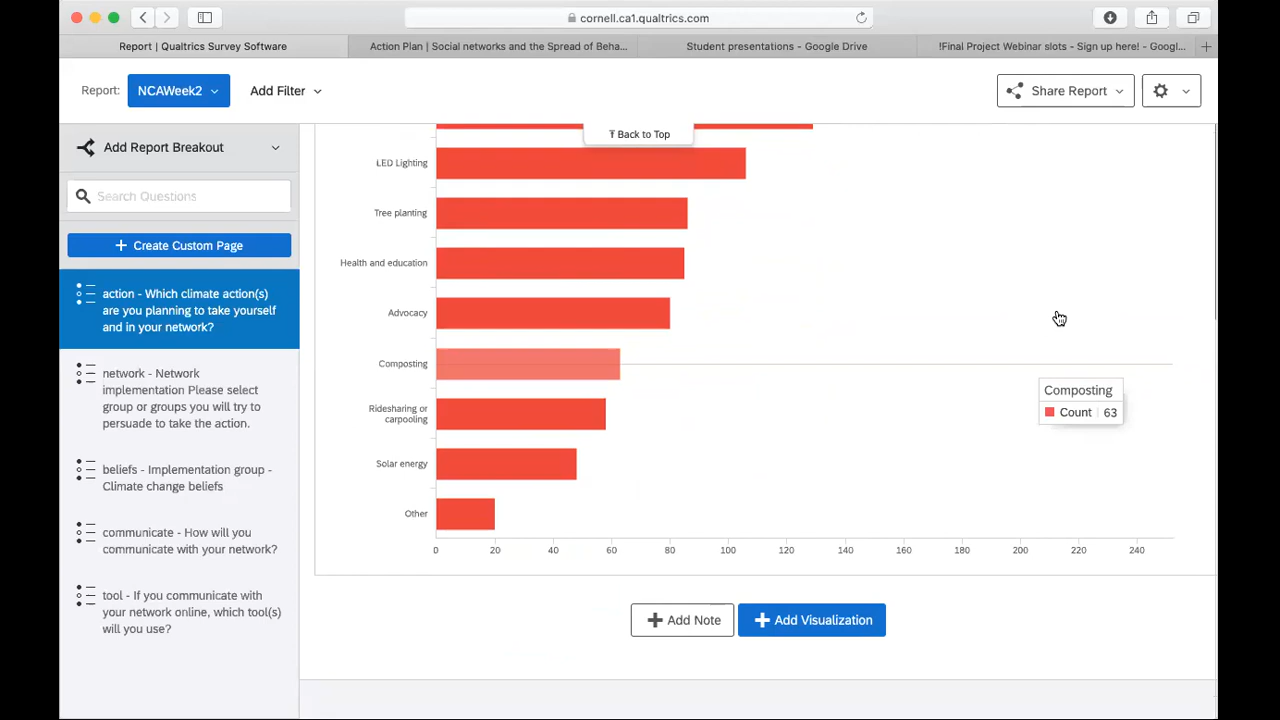 cornell.ca1.qualtrics.com
Report | Qualtrics Survey Software
Action Plan | Social networks and the Spread of Beha...
Student presentations - Google Drive
!Final Project Webinar slots - Sign up here! - Googl...
Report:
NCAWeek2
Add Filter
Share Report
Add Report Breakout
Search Questions
Create Custom Page
action - Which climate action(s)
are you planning to take yourself
and in your network?
network - Network
implementation Please select
group or groups you will try to
persuade to take the action.
beliefs - Implementation group -
Climate change beliefs
communicate - How will you
communicate with your network?
tool - If you communicate with
your network online, which tool(s)
will you use?
Back to Top
LED Lighting
Tree planting
Health and education
Advocacy
Composting
Ridesharing or
carpooling
Solar energy
Other
0 20 40 60 80 100 120 140 160 180 200 220 240
Composting
Count 63
Add Note
Add Visualization